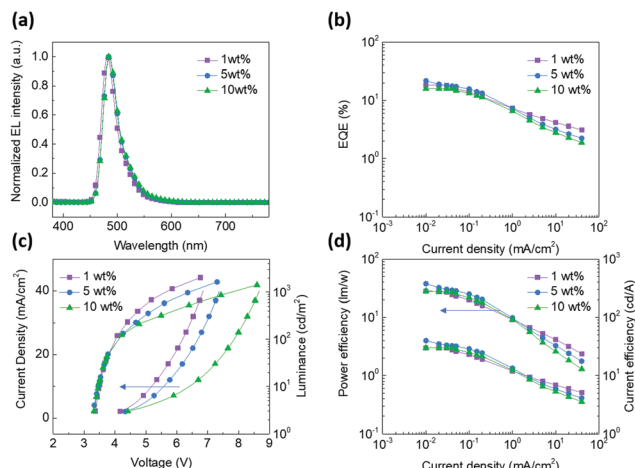 (a)
Normalized EL intensity (a.u.)
1.0
0.8
0.6
0.4
0.2
0.0
1wt%
5wt%
10wt%
400
500
600
700
Wavelength (nm)
(b)
EQE (%)
10²
10¹
10⁰
10⁻¹
1 wt%
5 wt%
10 wt%
10⁻³ 10⁻² 10⁻¹ 10⁰ 10¹ 10²
Current density (mA/cm²)
(c)
Current Density (mA/cm²)
40
20
0
1 wt%
5 wt%
10 wt%
10³
10²
10¹
10⁰
Luminance (cd/m²)
2 3 4 5 6 7 8 9
Voltage (V)
(d)
Power efficiency (lm/w)
10²
10¹
10⁰
10⁻¹
1 wt%
5 wt%
10 wt%
10³
10²
10¹
10⁰
Current efficiency (cd/A)
10⁻³ 10⁻² 10⁻¹ 10⁰ 10¹ 10²
Current density (mA/cm²)